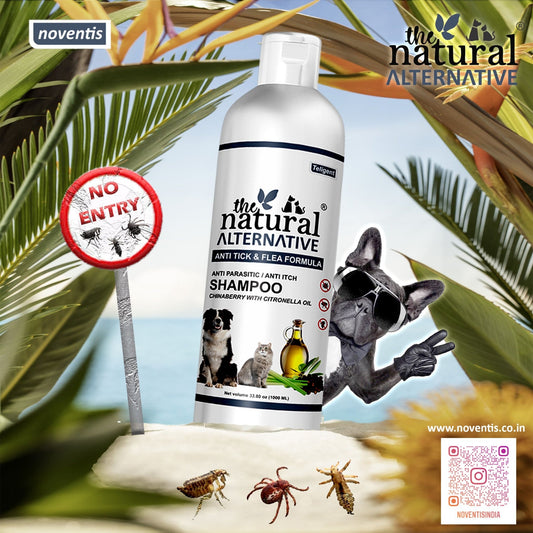 noventis
the
natural®
ALTERNATIVE
NO
ENTRY
Teligent
the
natural®
ALTERNATIVE
ANTI TICK & FLEA FORMULA
ANTI PARASITIC / ANTI ITCH
SHAMPOO
CHINABERRY WITH CITRONELLA OIL
Net volume 33.80 oz (1000 ML)
www.noventis.co.in
NOVENTISINDIA